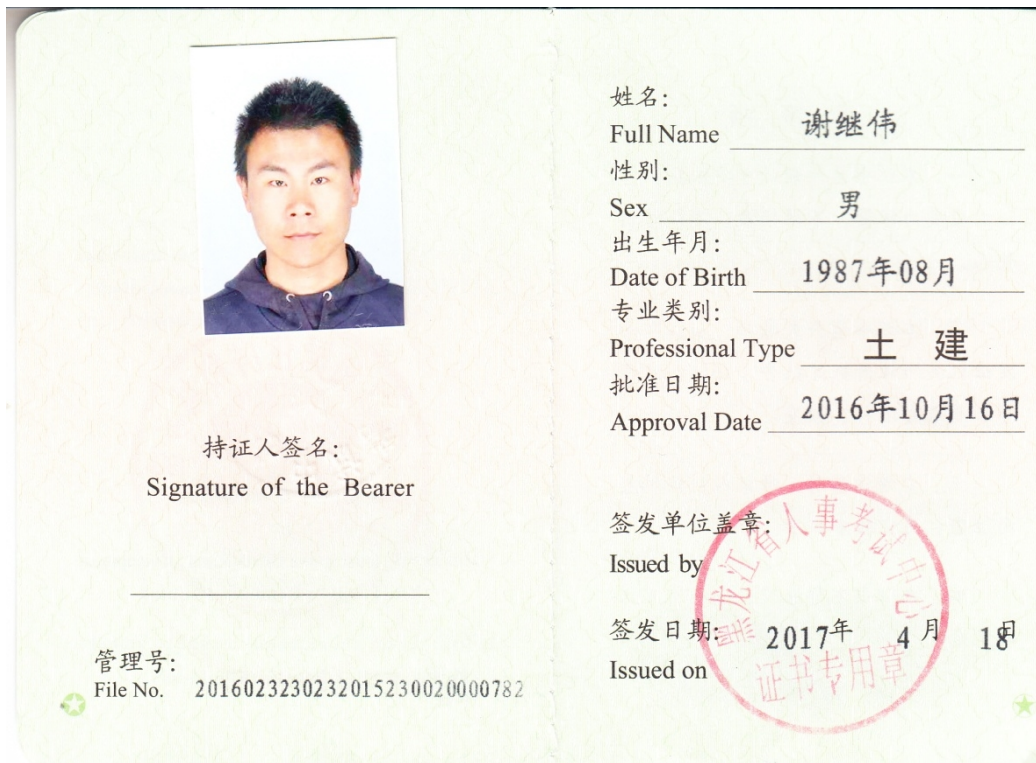 持证人签名:
Signature of the Bearer
管理号:
File No. 2016023230232015230020000782
姓名:
Full Name 谢继伟
性别:
Sex 男
出生年月:
Date of Birth 1987年08月
专业类别:
Professional Type 土 建
批准日期:
Approval Date 2016年10月16日
签发单位盖章:
Issued by
黑龙江省人事考试中心
证书专用章
签发日期: 2017年 4月 18日
Issued on